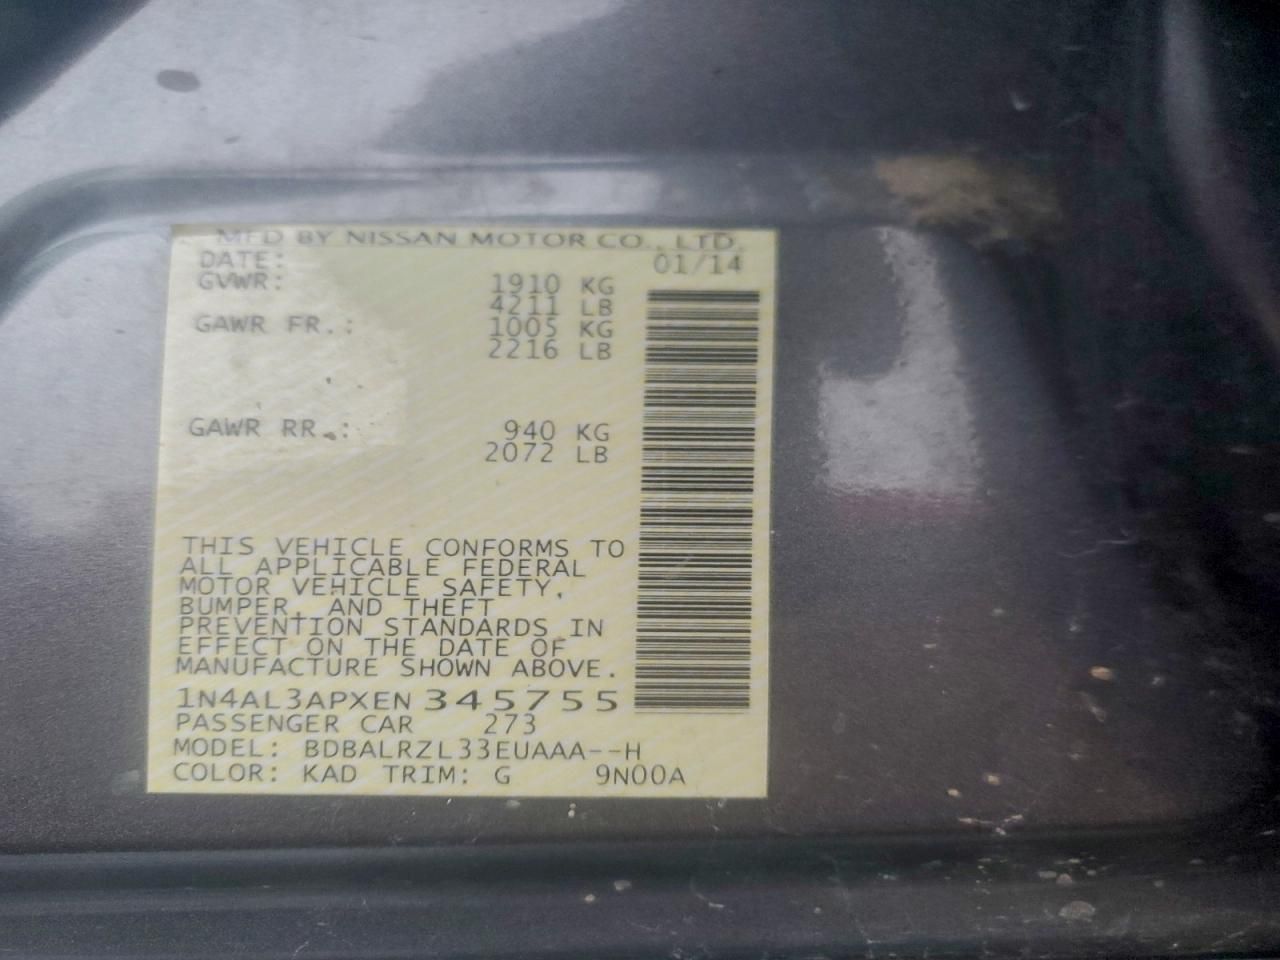 MFD BY NISSAN MOTOR CO., LTD.
DATE: 01/14
GVWR: 1910 KG
4211 LB
GAWR FR.: 1005 KG
2216 LB
GAWR RR.: 940 KG
2072 LB
THIS VEHICLE CONFORMS TO
ALL APPLICABLE FEDERAL
MOTOR VEHICLE SAFETY,
BUMPER, AND THEFT
PREVENTION STANDARDS IN
EFFECT ON THE DATE OF
MANUFACTURE SHOWN ABOVE.
1N4AL3APXEN345755
PASSENGER CAR 273
MODEL: BDBALRZL33EUAAA--H
COLOR: KAD TRIM: G 9N00A